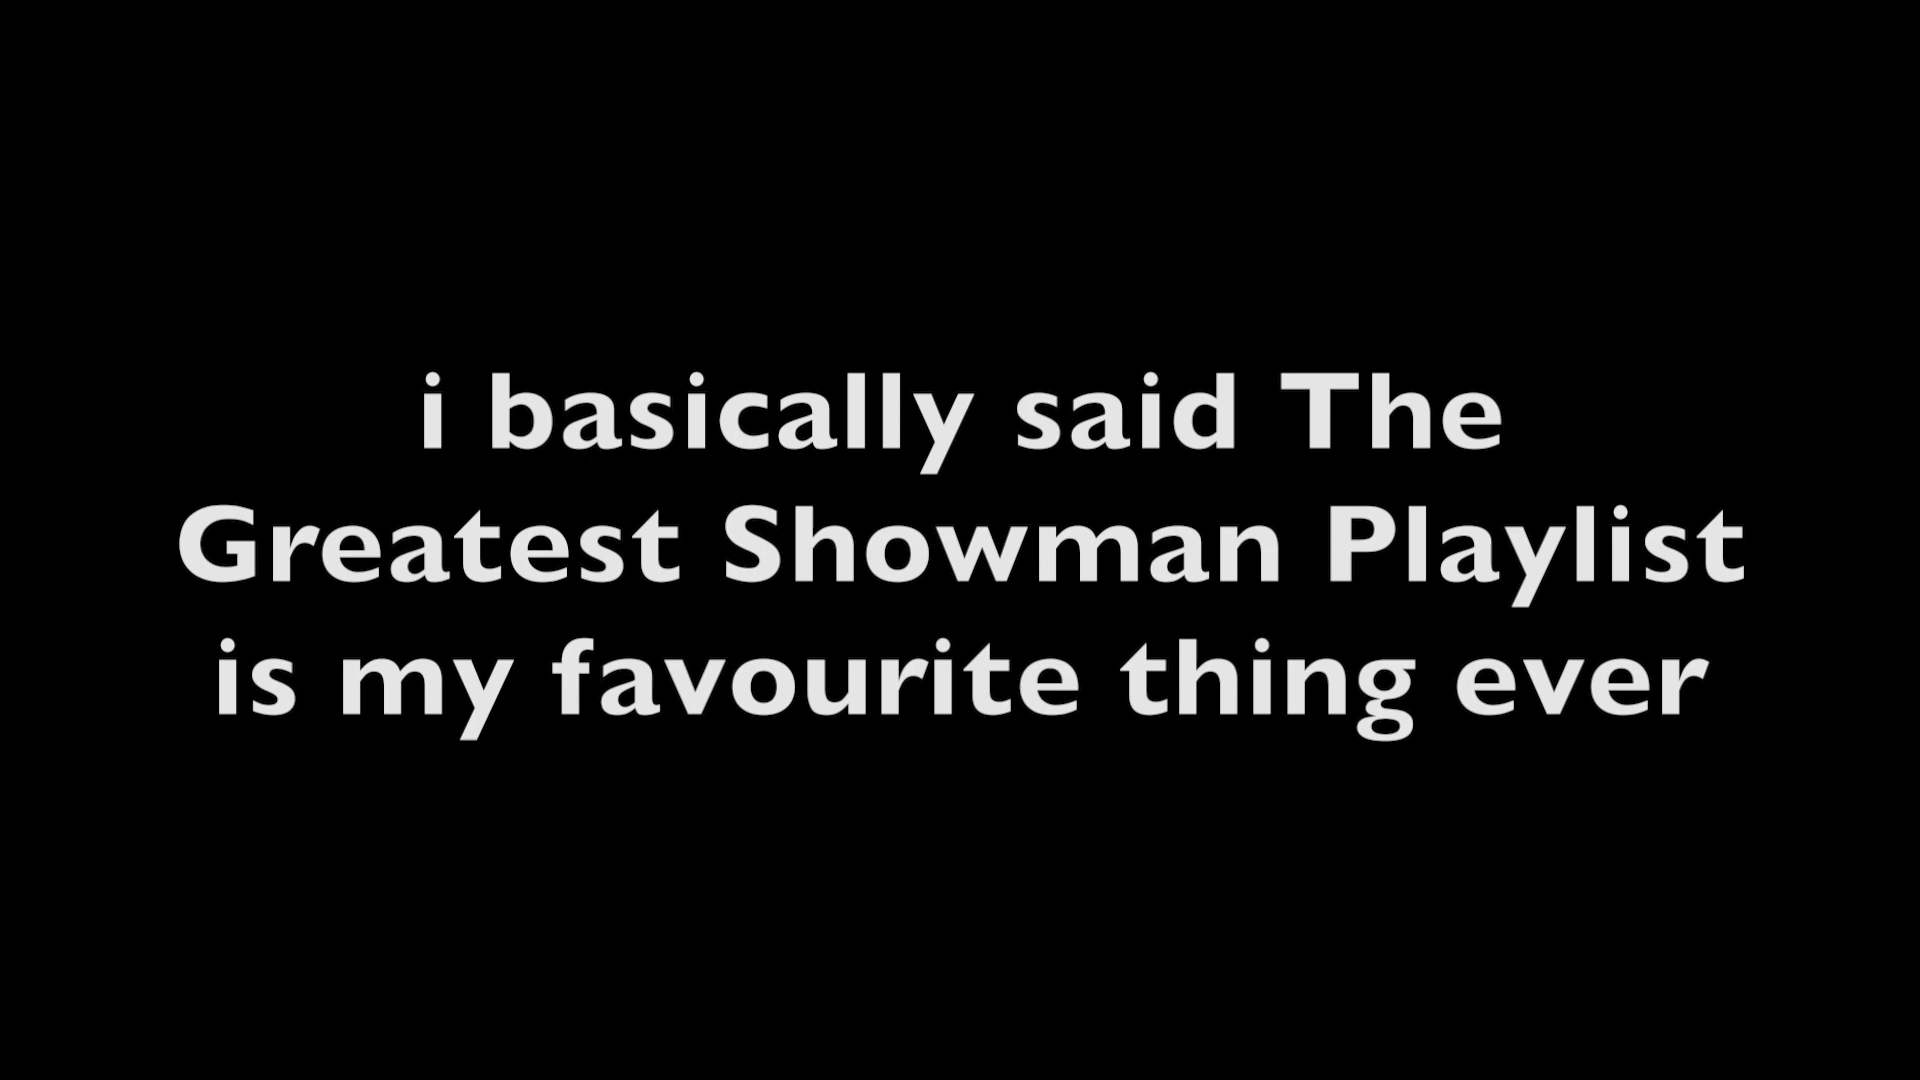 i basically said The
Greatest Showman Playlist
is my favourite thing ever